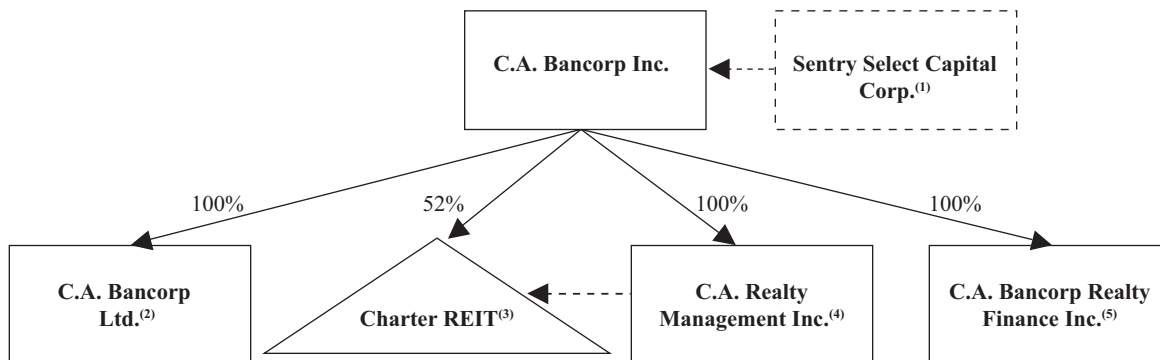 C.A. Bancorp Inc.
Sentry Select Capital
Corp.(1)
100%
52%
100%
100%
C.A. Bancorp
Ltd.(2)
Charter REIT(3)
C.A. Realty
Management Inc.(4)
C.A. Bancorp Realty
Finance Inc.(5)